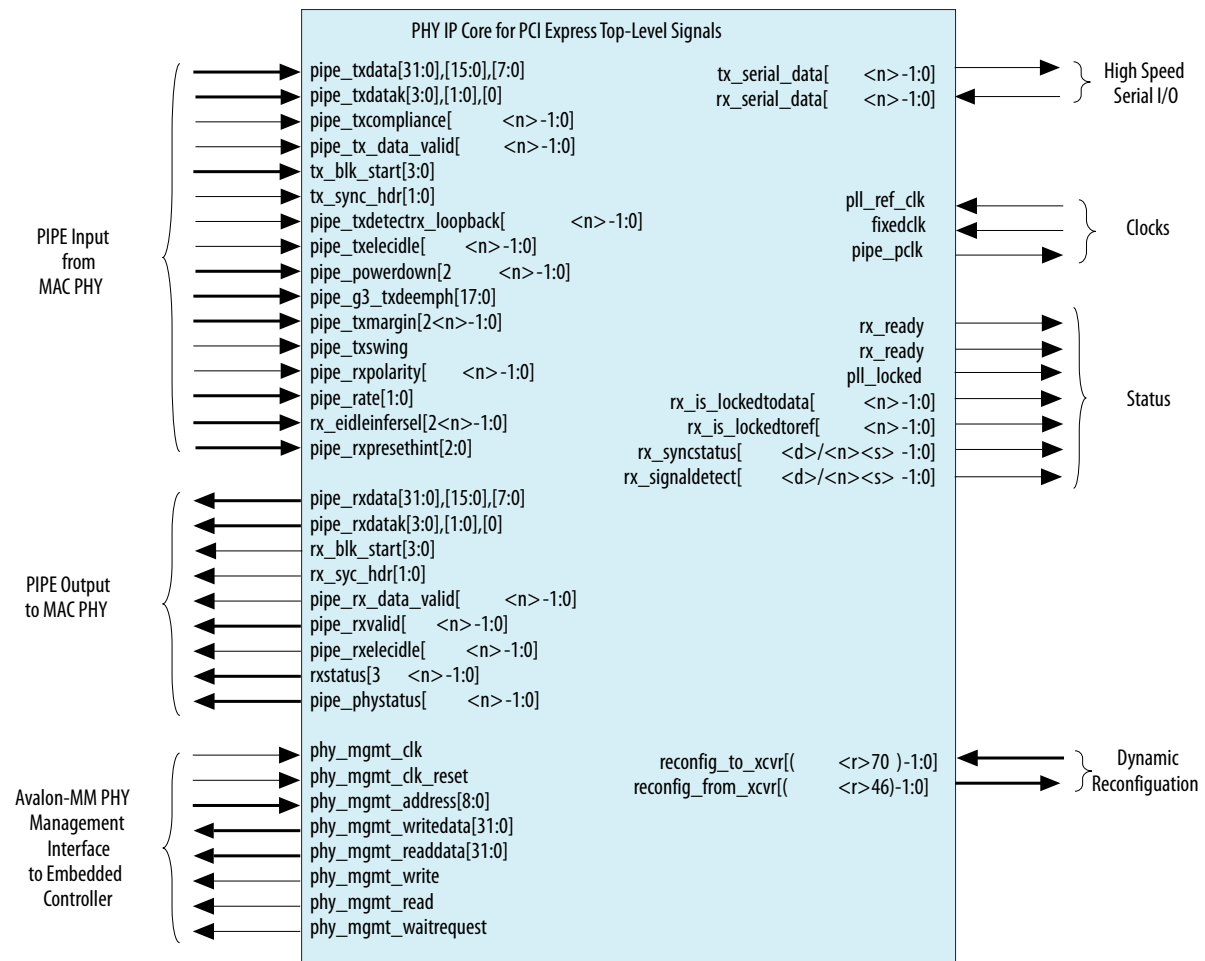 PHY IP Core for PCI Express Top-Level Signals
PIPE Input
from
MAC PHY
pipe_txdata[31:0],[15:0],[7:0]
pipe_txdatak[3:0],[1:0],[0]
pipe_txcompliance[ <n>-1:0]
pipe_tx_data_valid[ <n>-1:0]
tx_blk_start[3:0]
tx_sync_hdr[1:0]
pipe_txdetectrx_loopback[ <n>-1:0]
pipe_txelecidle[ <n>-1:0]
pipe_powerdown[2 <n>-1:0]
pipe_g3_txdeemph[17:0]
pipe_txmargin[2<n>-1:0]
pipe_txswing
pipe_rxpolarity[ <n>-1:0]
pipe_rate[1:0]
rx_eidleinfersel[2<n>-1:0]
pipe_rxpresethint[2:0]
PIPE Output
to MAC PHY
pipe_rxdata[31:0],[15:0],[7:0]
pipe_rxdatak[3:0],[1:0],[0]
rx_blk_start[3:0]
rx_syc_hdr[1:0]
pipe_rx_data_valid[ <n>-1:0]
pipe_rxvalid[ <n>-1:0]
pipe_rxelecidle[ <n>-1:0]
rxstatus[3 <n>-1:0]
pipe_phystatus[ <n>-1:0]
Avalon-MM PHY
Management
Interface
to Embedded
Controller
phy_mgmt_clk
phy_mgmt_clk_reset
phy_mgmt_address[8:0]
phy_mgmt_writedata[31:0]
phy_mgmt_readdata[31:0]
phy_mgmt_write
phy_mgmt_read
phy_mgmt_waitrequest
tx_serial_data[ <n>-1:0]
rx_serial_data[ <n>-1:0]
High Speed
Serial I/O
pll_ref_clk
fixedclk
pipe_pclk
Clocks
rx_ready
rx_ready
pll_locked
rx_is_lockedtodata[ <n>-1:0]
rx_is_lockedtoref[ <n>-1:0]
rx_syncstatus[ <d>/<n><s> -1:0]
rx_signaldetect[ <d>/<n><s> -1:0]
Status
reconfig_to_xcvr[( <r>70 )-1:0]
reconfig_from_xcvr[( <r>46)-1:0]
Dynamic
Reconfiguation